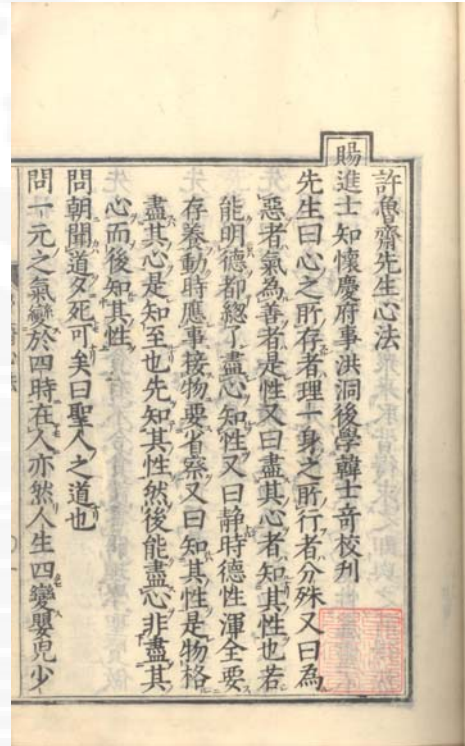 許魯齋先生心法
賜進士知懷慶府事洪洞後學韓士奇校刊
先生曰心之所存者理一身之所行者分殊又曰為
惡者氣為善者是性又曰盡其心者知其性也若
能明德都緫了盡心知性又曰静時德性渾全要
存養動時應事接物要省察又曰知其性是物格
盡其心是知至也先知其性然後能盡心非盡其
心而後知其性
問朝聞道夕死可矣曰聖人之道也
問一元之氣變於四時在人亦然人生四變嬰兒少